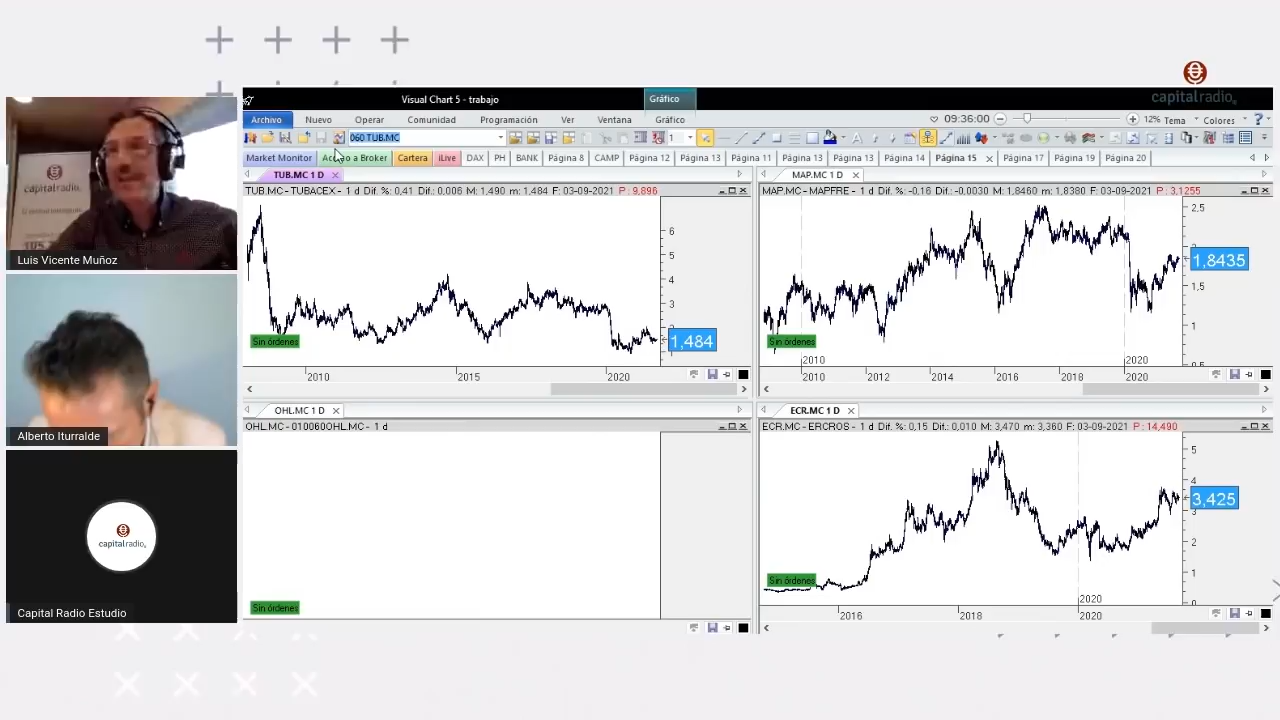 capitalradio
Luis Vicente Muñoz
Alberto Iturralde
capitalradio
Capital Radio Estudio
capitalradio
Visual Chart 5 - trabajo
Gráfico
Archivo
Nuevo
Operar
Comunidad
Programación
Ver
Ventana
Gráfico
09:36:00
12% Tema
Colores
060.TUB.MC
1
Market Monitor
Acceso a Broker
Cartera
iLive
DAX
PH
BANK
Página 8
CAMP
Página 12
Página 13
Página 11
Página 13
Página 13
Página 14
Página 15
Página 17
Página 19
Página 20
TUB.MC 1 D
TUB.MC - TUBACEX - 1 d Dif. %: 0,41 Dif.: 0,006 M: 1,490 m: 1,484 F: 03-09-2021 P : 9,896
6
5
4
3
1,484
Sin órdenes
2010
2015
2020
MAP.MC 1 D
MAP.MC - MAPFRE - 1 d Dif. %: -0,16 Dif.: -0,0030 M: 1,8460 m: 1,8380 F: 03-09-2021 P : 3,1255
2.5
1,8435
1.5
1
0.5
Sin órdenes
2010
2020
2010
2012
2014
2016
2018
2020
OHL.MC 1 D
OHL.MC - 010060OHL.MC - 1 d
Sin órdenes
ECR.MC 1 D
ECR.MC - ERCROS - 1 d Dif. %: 0,15 Dif.: 0,010 M: 3,470 m: 3,360 F: 03-09-2021 P : 14,490
5
4
3,425
3
2
1
0
Sin órdenes
2020
2016
2018
2020